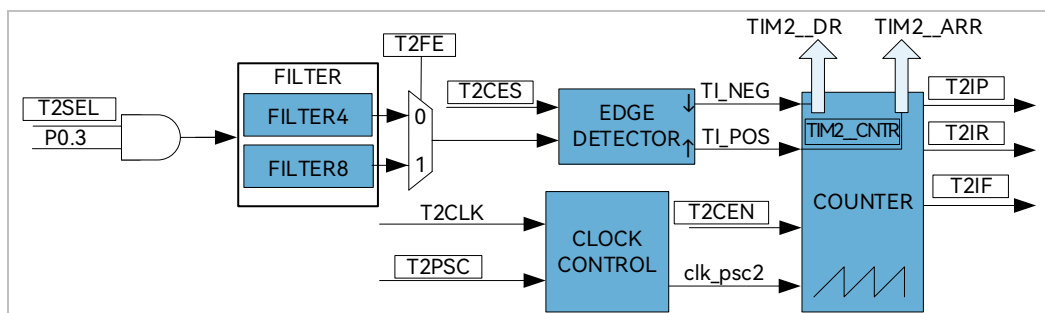 TIM2__DR
TIM2__ARR
T2FE
FILTER
T2CES
TI_NEG
T2IP
T2SEL
FILTER4
0
EDGE
DETECTOR
↓
↑
TIM2__CNTR
P0.3
TI_POS
T2IR
FILTER8
1
T2IF
T2CLK
T2CEN
COUNTER
CLOCK
CONTROL
T2PSC
clk_psc2